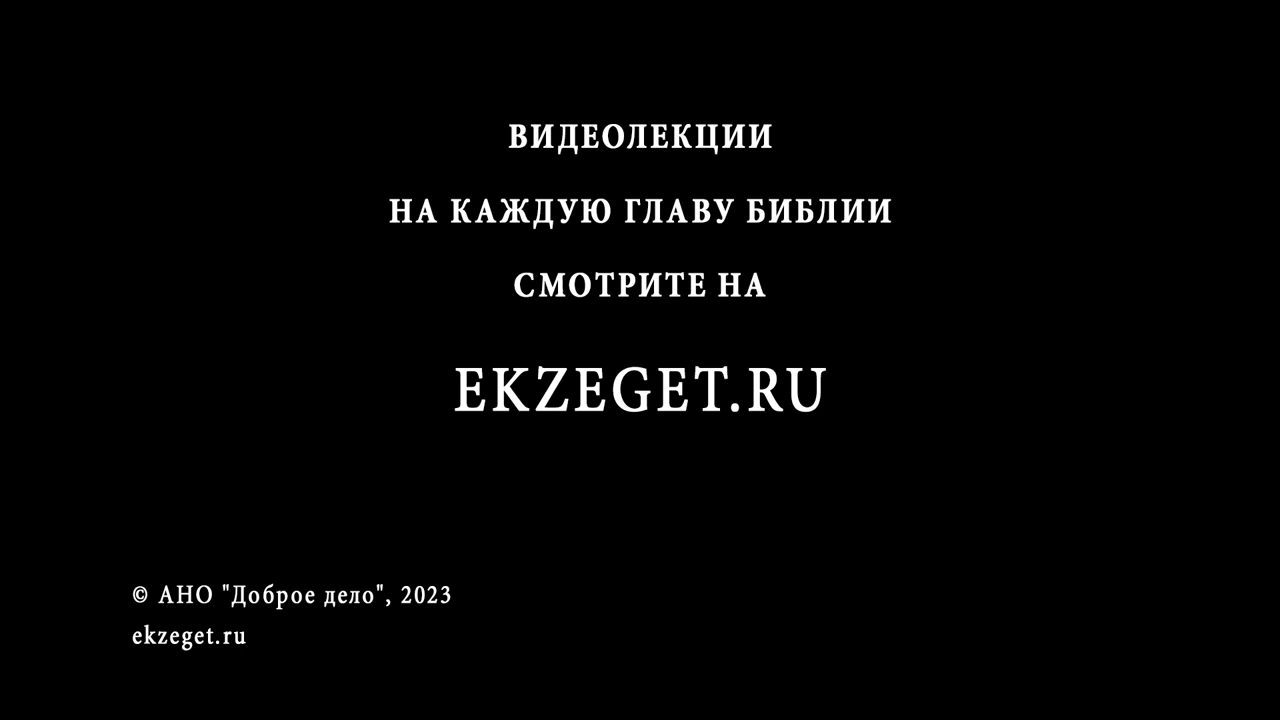 ВИДЕОЛЕКЦИИ
НА КАЖДУЮ ГЛАВУ БИБЛИИ
СМОТРИТЕ НА
EKZEGET.RU
© АНО "Доброе дело", 2023
ekzeget.ru